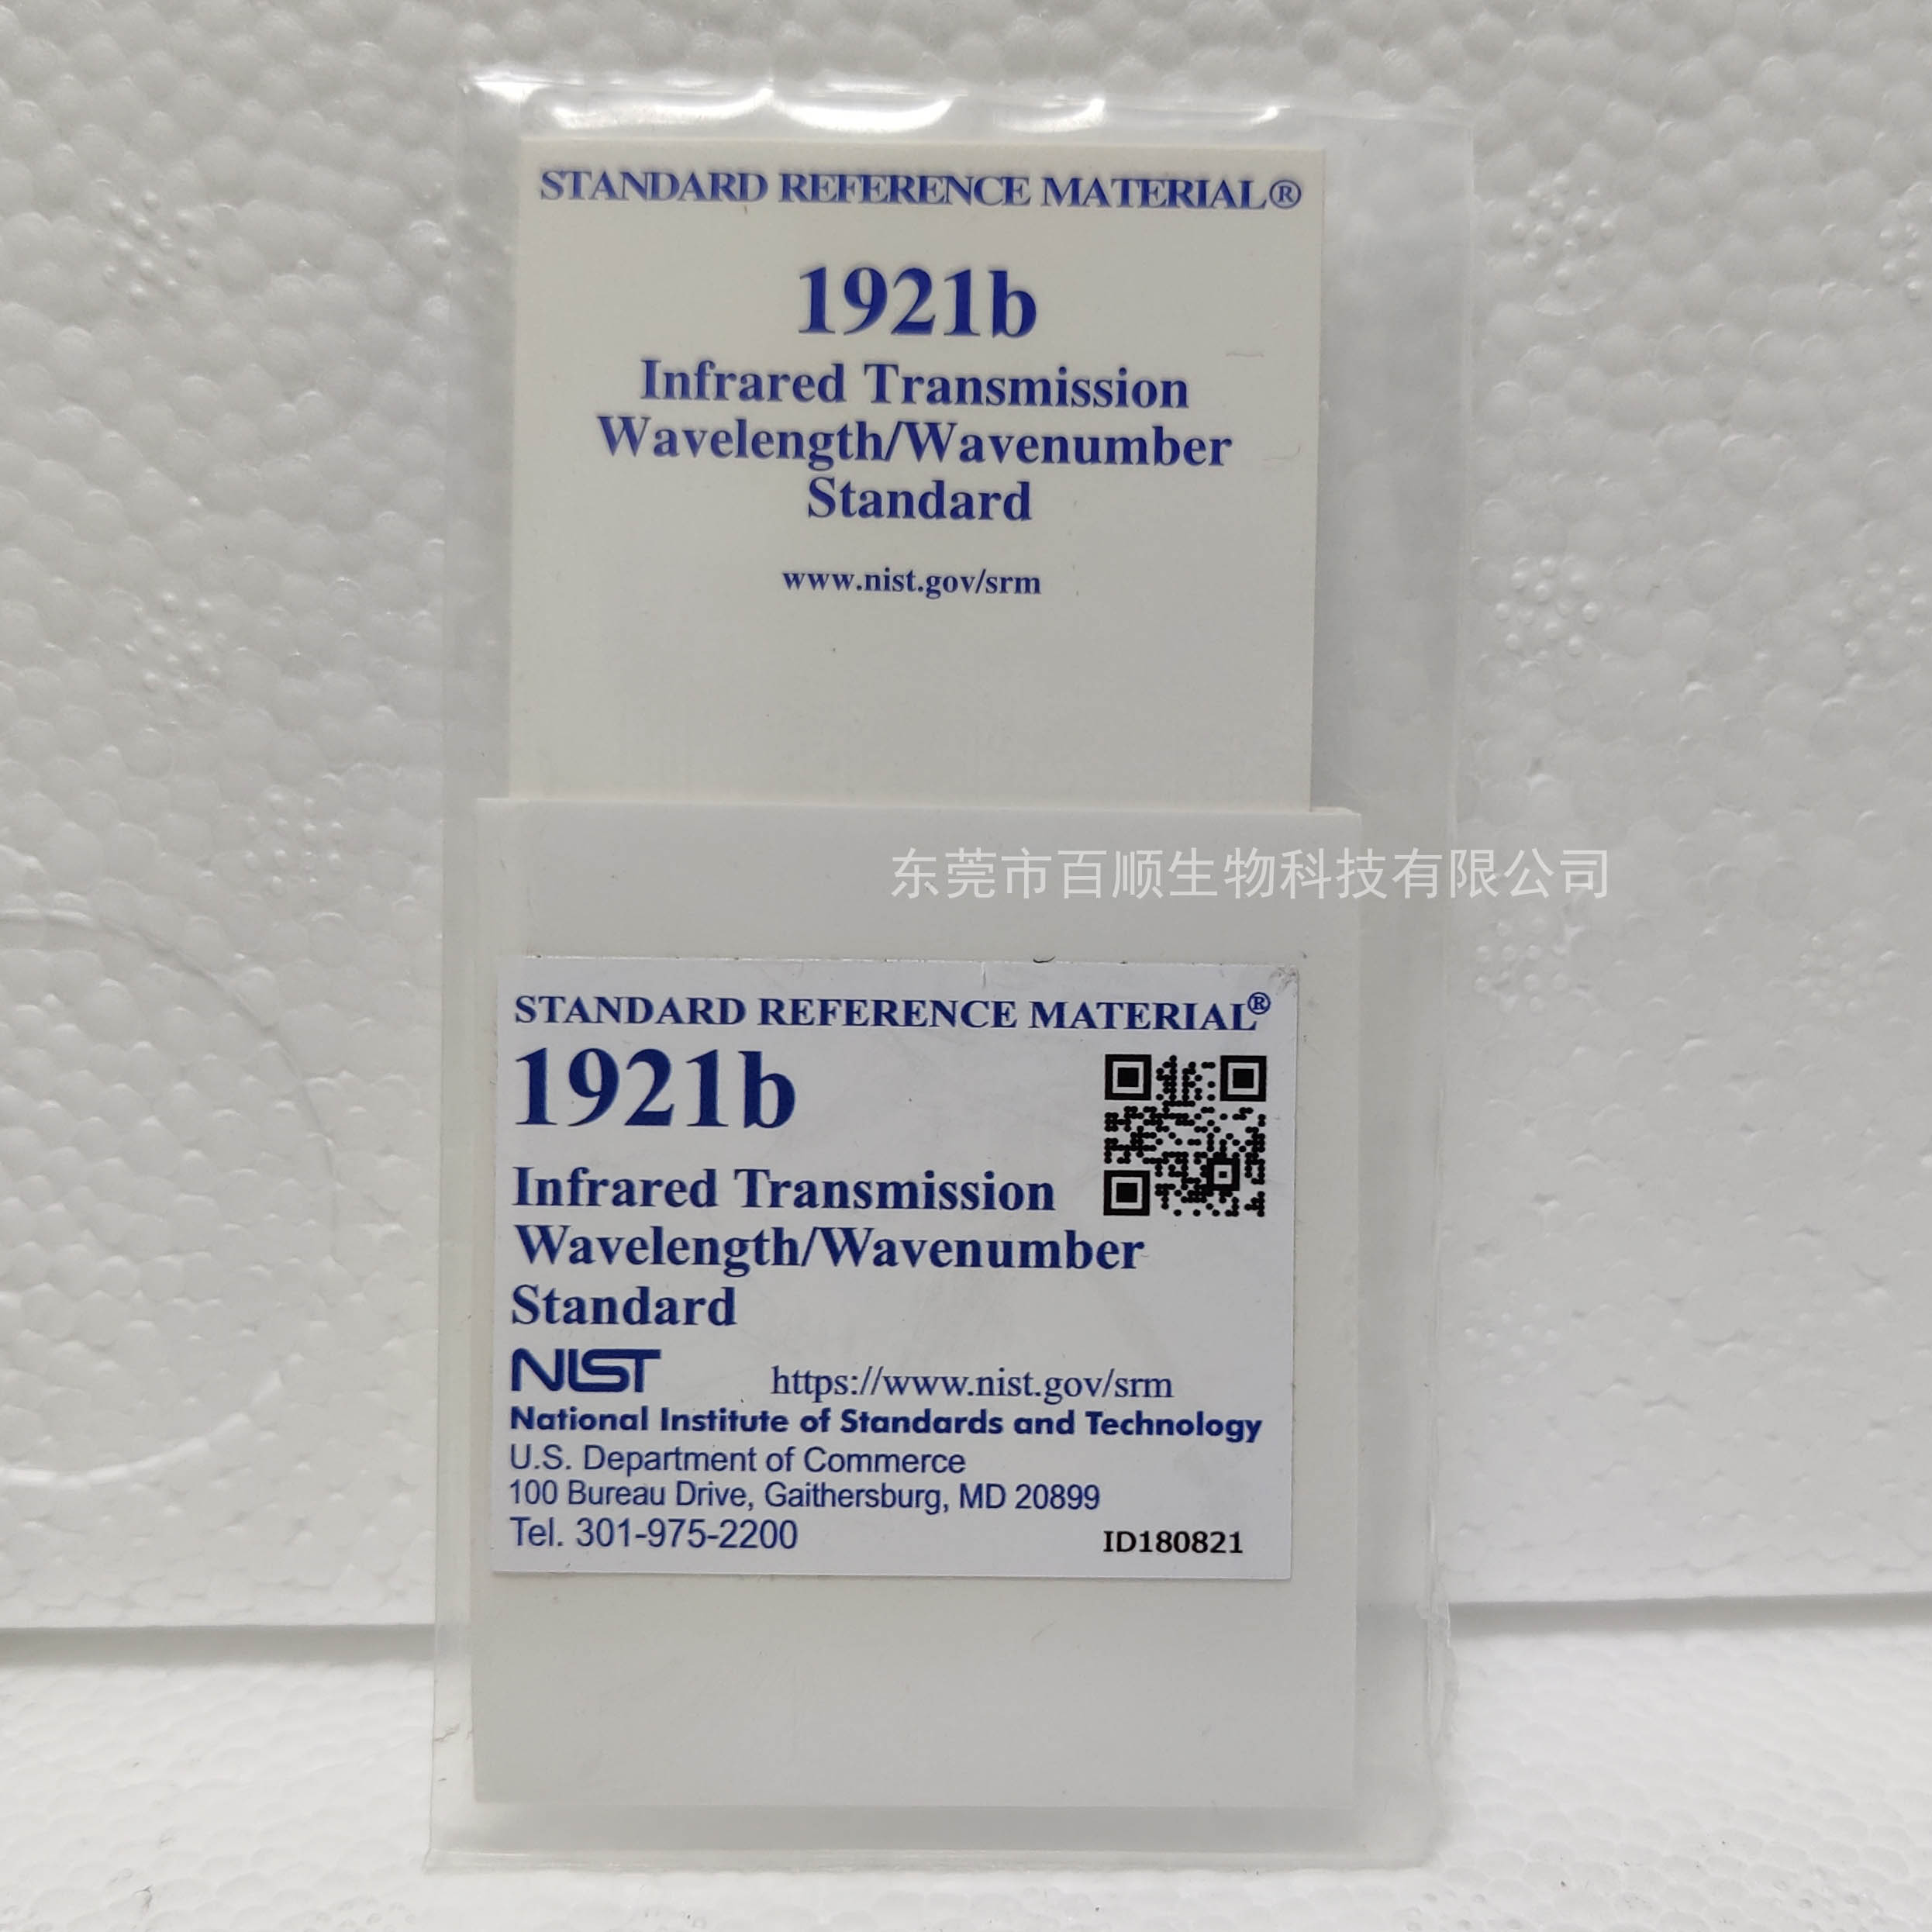 STANDARD REFERENCE MATERIAL®
1921b
Infrared Transmission
Wavelength/Wavenumber
Standard
www.nist.gov/srm
东莞市百顺生物科技有限公司
STANDARD REFERENCE MATERIAL®
1921b
Infrared Transmission
Wavelength/Wavenumber
Standard
NIST https://www.nist.gov/srm
National Institute of Standards and Technology
U.S. Department of Commerce
100 Bureau Drive, Gaithersburg, MD 20899
Tel. 301-975-2200 ID180821